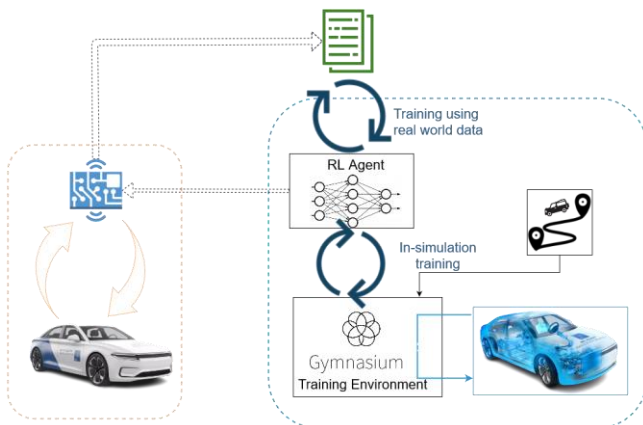 Training using
real world data
RL Agent
In-simulation
training
Gymnasium
Training Environment